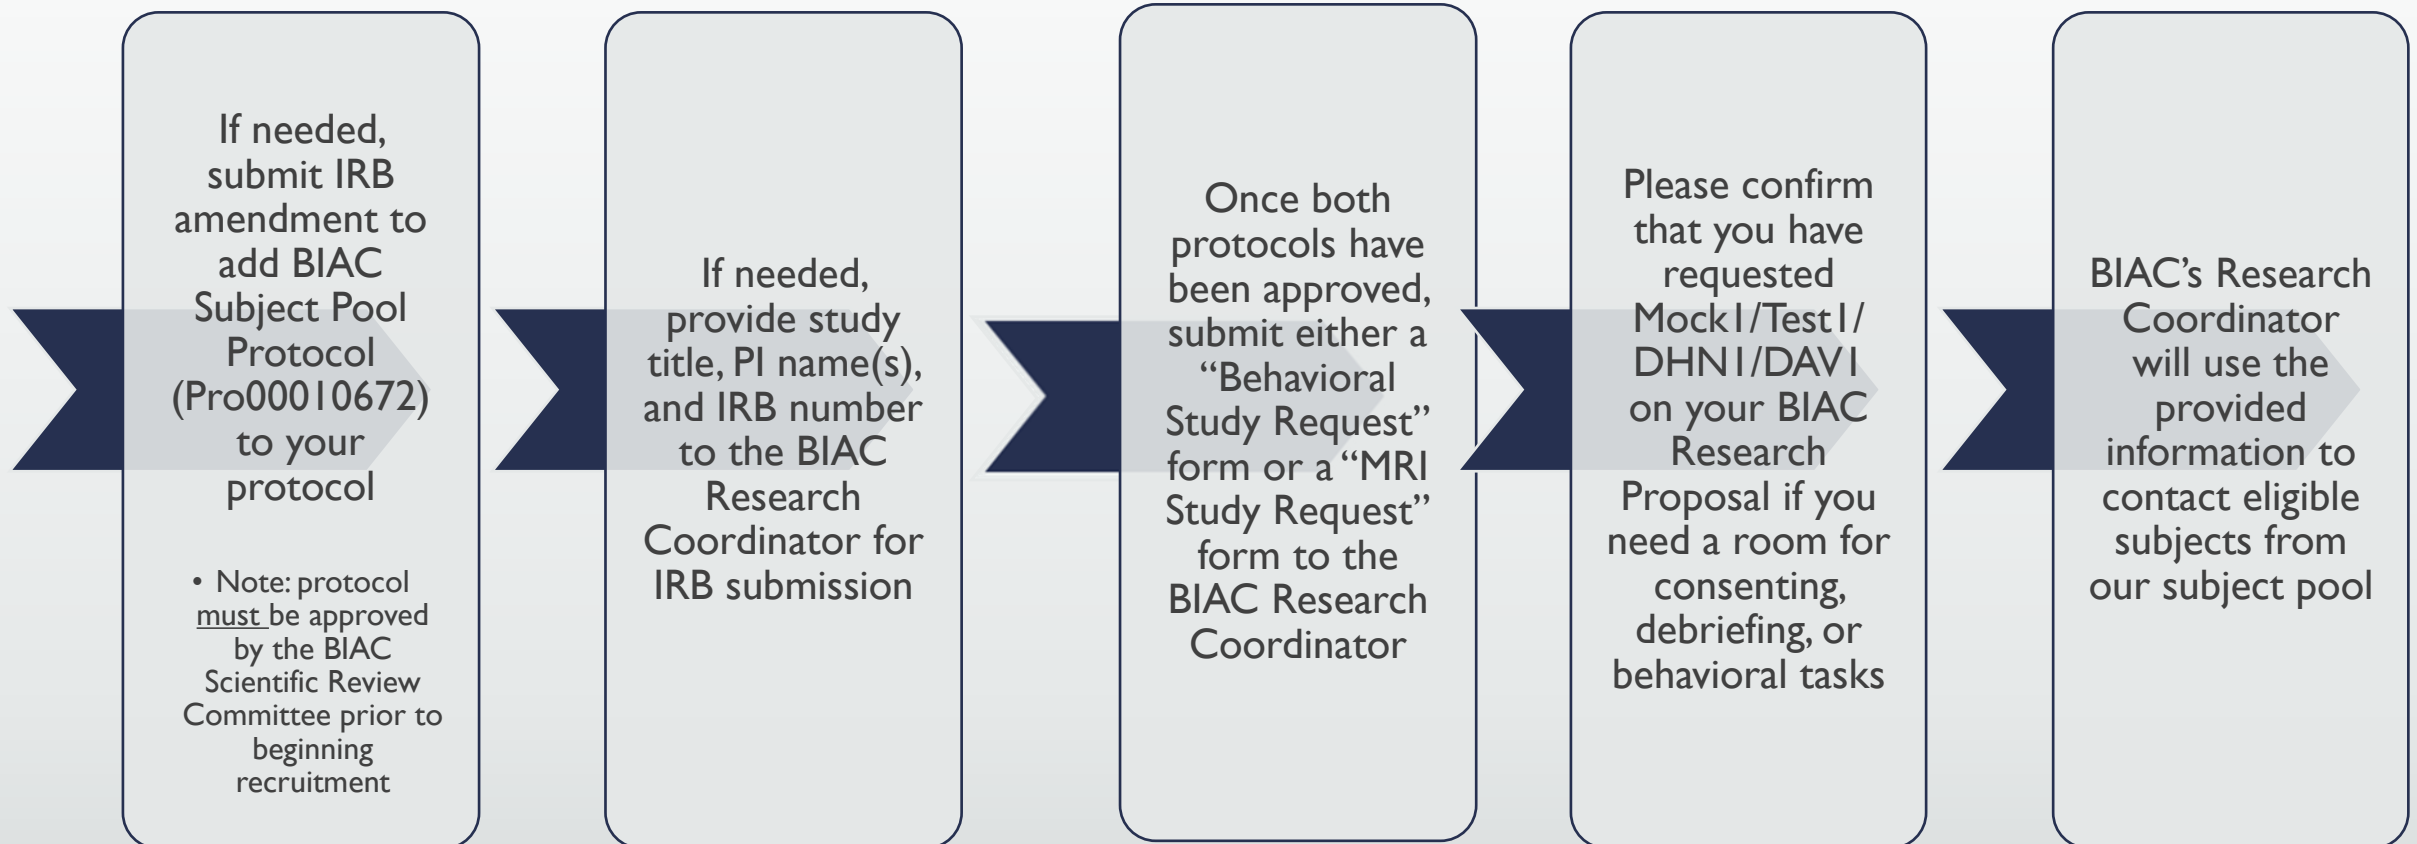 If needed,
submit IRB
amendment to
add BIAC
Subject Pool
Protocol
(Pro00010672)
to your
protocol
• Note: protocol
must be approved
by the BIAC
Scientific Review
Committee prior to
beginning
recruitment
If needed,
provide study
title, PI name(s),
and IRB number
to the BIAC
Research
Coordinator for
IRB submission
Once both
protocols have
been approved,
submit either a
“Behavioral
Study Request”
form or a “MRI
Study Request”
form to the
BIAC Research
Coordinator
Please confirm
that you have
requested
Mock1/Test1/
DHN1/DAV1
on your BIAC
Research
Proposal if you
need a room for
consenting,
debriefing, or
behavioral tasks
BIAC’s Research
Coordinator
will use the
provided
information to
contact eligible
subjects from
our subject pool